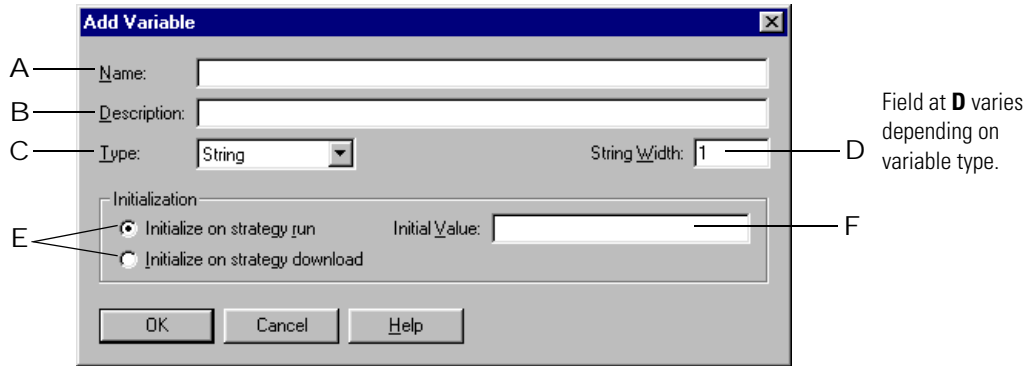 Add Variable
A
Name:
B
Description:
C
Type:
String
String Width:
1
D
Field at D varies
depending on
variable type.
Initialization
E
Initialize on strategy run
Initial Value:
F
Initialize on strategy download
OK
Cancel
Help